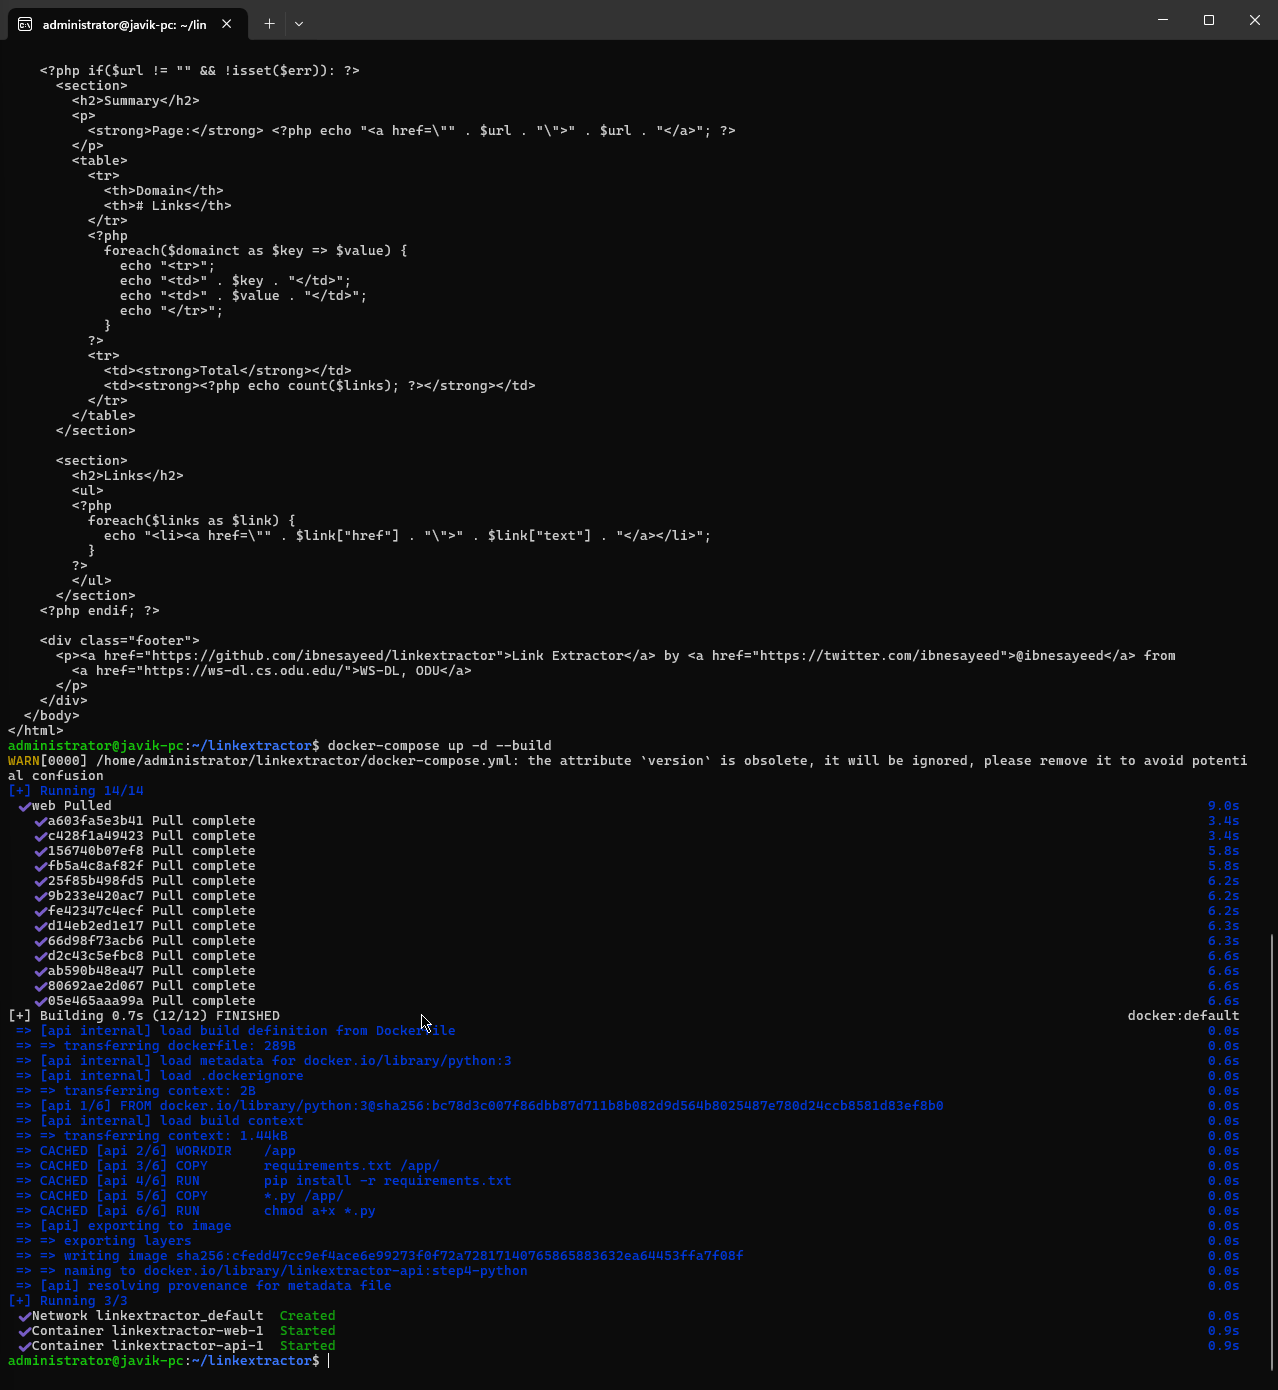 administrator@javik-pc: ~/lin
<?php if($url != "" && !isset($err)): ?>
<section>
<h2>Summary</h2>
<p>
<strong>Page:</strong> <?php echo "<a href=\"" . $url . "\">" . $url . "</a>"; ?>
</p>
<table>
<tr>
<th>Domain</th>
<th># Links</th>
</tr>
<?php
foreach($domainct as $key => $value) {
echo "<tr>";
echo "<td>" . $key . "</td>";
echo "<td>" . $value . "</td>";
echo "</tr>";
}
?>
<tr>
<td><strong>Total</strong></td>
<td><strong><?php echo count($links); ?></strong></td>
</tr>
</table>
</section>
<section>
<h2>Links</h2>
<ul>
<?php
foreach($links as $link) {
echo "<li><a href=\"" . $link["href"] . "\">" . $link["text"] . "</a></li>";
}
?>
</ul>
</section>
<?php endif; ?>
<div class="footer">
<p><a href="https://github.com/ibnesayeed/linkextractor">Link Extractor</a> by <a href="https://twitter.com/ibnesayeed">@ibnesayeed</a> from
<a href="https://ws-dl.cs.odu.edu/">WS-DL, ODU</a>
</p>
</div>
</body>
</html>
administrator@javik-pc:~/linkextractor$ docker-compose up -d --build
WARN[0000] /home/administrator/linkextractor/docker-compose.yml: the attribute `version` is obsolete, it will be ignored, please remove it to avoid potenti
al confusion
[+] Running 14/14
✔web Pulled 9.0s
✔a603fa5e3b41 Pull complete 3.4s
✔c428f1a49423 Pull complete 3.4s
✔156740b07ef8 Pull complete 5.8s
✔fb5a4c8af82f Pull complete 5.8s
✔25f85b498fd5 Pull complete 6.2s
✔9b233e420ac7 Pull complete 6.2s
✔fe42347c4ecf Pull complete 6.2s
✔d14eb2ed1e17 Pull complete 6.3s
✔66d98f73acb6 Pull complete 6.3s
✔d2c43c5efbc8 Pull complete 6.6s
✔ab590b48ea47 Pull complete 6.6s
✔80692ae2d067 Pull complete 6.6s
✔05e465aaa99a Pull complete 6.6s
[+] Building 0.7s (12/12) FINISHED docker:default
=> [api internal] load build definition from Dockerfile 0.0s
=> => transferring dockerfile: 289B 0.0s
=> [api internal] load metadata for docker.io/library/python:3 0.6s
=> [api internal] load .dockerignore 0.0s
=> => transferring context: 2B 0.0s
=> [api 1/6] FROM docker.io/library/python:3@sha256:bc78d3c007f86dbb87d711b8b082d9d564b8025487e780d24ccb8581d83ef8b0 0.0s
=> [api internal] load build context 0.0s
=> => transferring context: 1.44kB 0.0s
=> CACHED [api 2/6] WORKDIR /app 0.0s
=> CACHED [api 3/6] COPY requirements.txt /app/ 0.0s
=> CACHED [api 4/6] RUN pip install -r requirements.txt 0.0s
=> CACHED [api 5/6] COPY *.py /app/ 0.0s
=> CACHED [api 6/6] RUN chmod a+x *.py 0.0s
=> [api] exporting to image 0.0s
=> => exporting layers 0.0s
=> => writing image sha256:cfedd47cc9ef4ace6e99273f0f72a72817140765865883632ea64453ffa7f08f 0.0s
=> => naming to docker.io/library/linkextractor-api:step4-python 0.0s
=> [api] resolving provenance for metadata file 0.0s
[+] Running 3/3
✔Network linkextractor_default Created 0.0s
✔Container linkextractor-web-1 Started 0.9s
✔Container linkextractor-api-1 Started 0.9s
administrator@javik-pc:~/linkextractor$